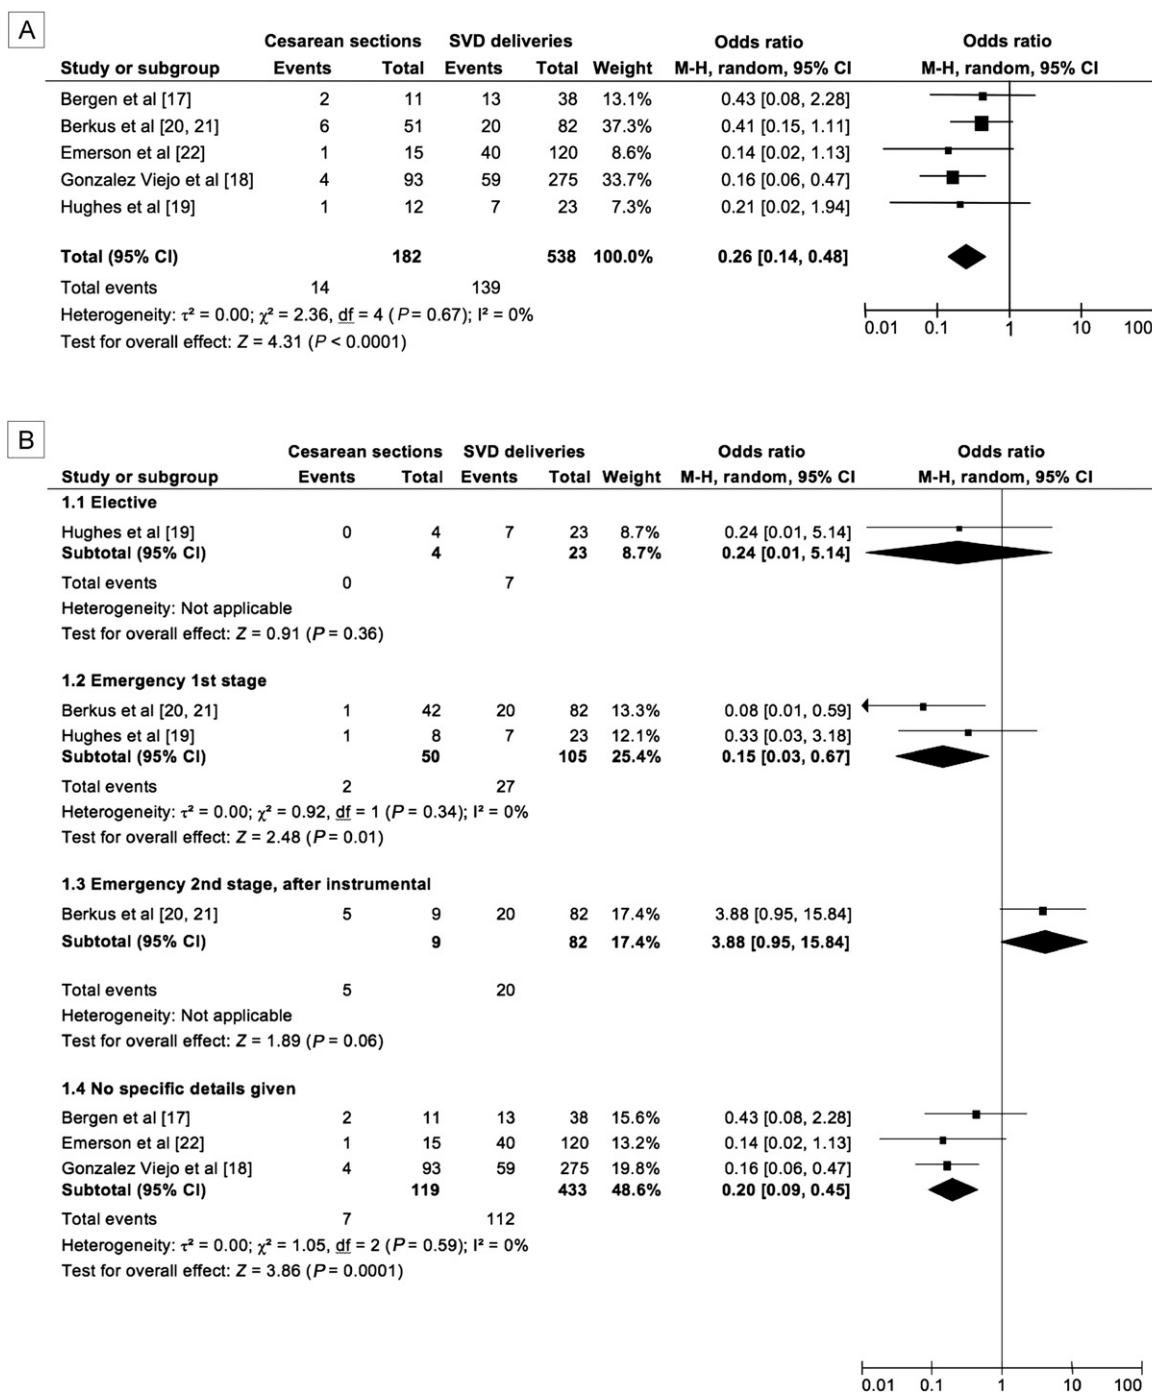 A
Cesarean sections SVD deliveries Odds ratio Odds ratio
Study or subgroup Events Total Events Total Weight M-H, random, 95% CI M-H, random, 95% CI
Bergen et al [17] 2 11 13 38 13.1% 0.43 [0.08, 2.28]
Berkus et al [20, 21] 6 51 20 82 37.3% 0.41 [0.15, 1.11]
Emerson et al [22] 1 15 40 120 8.6% 0.14 [0.02, 1.13]
Gonzalez Viejo et al [18] 4 93 59 275 33.7% 0.16 [0.06, 0.47]
Hughes et al [19] 1 12 7 23 7.3% 0.21 [0.02, 1.94]
Total (95% CI) 182 538 100.0% 0.26 [0.14, 0.48]
Total events 14 139
Heterogeneity: τ² = 0.00; χ² = 2.36, df = 4 (P = 0.67); I² = 0%
Test for overall effect: Z = 4.31 (P < 0.0001)
0.01 0.1 1 10 100
B
Cesarean sections SVD deliveries Odds ratio Odds ratio
Study or subgroup Events Total Events Total Weight M-H, random, 95% CI M-H, random, 95% CI
1.1 Elective
Hughes et al [19] 0 4 7 23 8.7% 0.24 [0.01, 5.14]
Subtotal (95% CI) 4 23 8.7% 0.24 [0.01, 5.14]
Total events 0 7
Heterogeneity: Not applicable
Test for overall effect: Z = 0.91 (P = 0.36)
1.2 Emergency 1st stage
Berkus et al [20, 21] 1 42 20 82 13.3% 0.08 [0.01, 0.59]
Hughes et al [19] 1 8 7 23 12.1% 0.33 [0.03, 3.18]
Subtotal (95% CI) 50 105 25.4% 0.15 [0.03, 0.67]
Total events 2 27
Heterogeneity: τ² = 0.00; χ² = 0.92, df = 1 (P = 0.34); I² = 0%
Test for overall effect: Z = 2.48 (P = 0.01)
1.3 Emergency 2nd stage, after instrumental
Berkus et al [20, 21] 5 9 20 82 17.4% 3.88 [0.95, 15.84]
Subtotal (95% CI) 9 82 17.4% 3.88 [0.95, 15.84]
Total events 5 20
Heterogeneity: Not applicable
Test for overall effect: Z = 1.89 (P = 0.06)
1.4 No specific details given
Bergen et al [17] 2 11 13 38 15.6% 0.43 [0.08, 2.28]
Emerson et al [22] 1 15 40 120 13.2% 0.14 [0.02, 1.13]
Gonzalez Viejo et al [18] 4 93 59 275 19.8% 0.16 [0.06, 0.47]
Subtotal (95% CI) 119 433 48.6% 0.20 [0.09, 0.45]
Total events 7 112
Heterogeneity: τ² = 0.00; χ² = 1.05, df = 2 (P = 0.59); I² = 0%
Test for overall effect: Z = 3.86 (P = 0.0001)
0.01 0.1 1 10 100